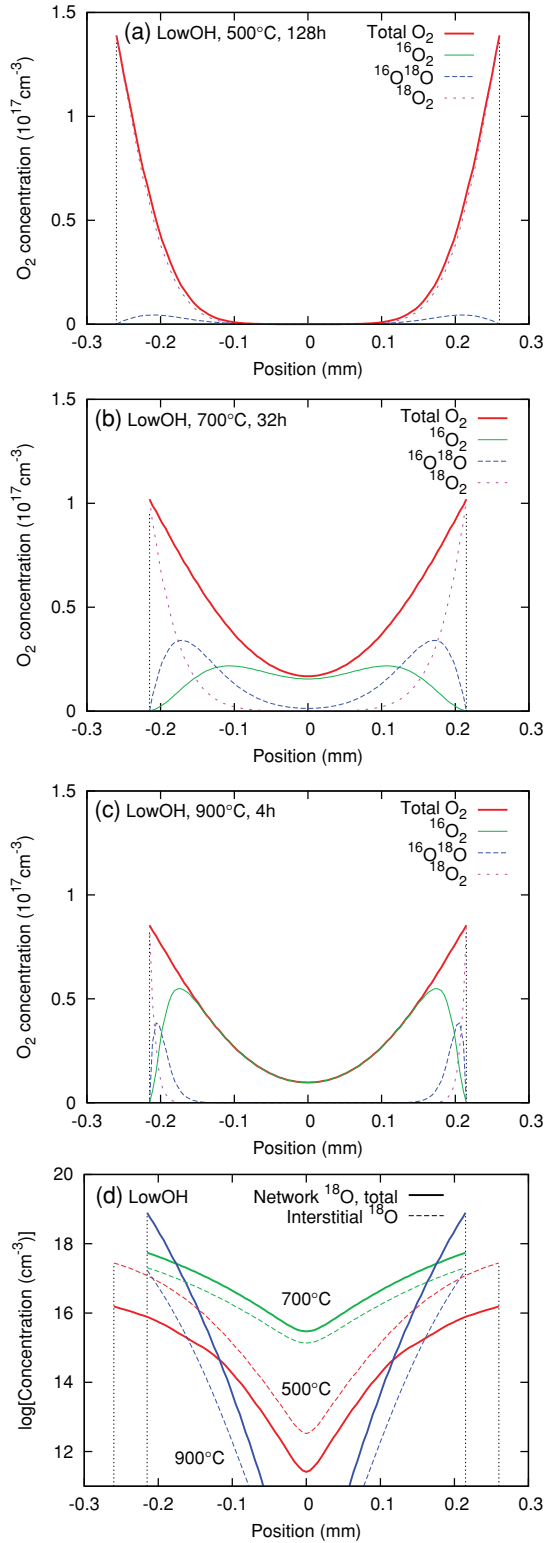 (a) LowOH, 500°C, 128h
Total O₂
¹⁶O₂
¹⁶O¹⁸O
¹⁸O₂
O₂ concentration (10¹⁷cm⁻³)
1.5
1
0.5
0
-0.3 -0.2 -0.1 0 0.1 0.2 0.3
Position (mm)
(b) LowOH, 700°C, 32h
Total O₂
¹⁶O₂
¹⁶O¹⁸O
¹⁸O₂
O₂ concentration (10¹⁷cm⁻³)
1.5
1
0.5
0
-0.3 -0.2 -0.1 0 0.1 0.2 0.3
Position (mm)
(c) LowOH, 900°C, 4h
Total O₂
¹⁶O₂
¹⁶O¹⁸O
¹⁸O₂
O₂ concentration (10¹⁷cm⁻³)
1.5
1
0.5
0
-0.3 -0.2 -0.1 0 0.1 0.2 0.3
Position (mm)
(d) LowOH
Network ¹⁸O, total
Interstitial ¹⁸O
log[Concentration (cm⁻³)]
20
18
16
14
12
700°C
500°C
900°C
-0.3 -0.2 -0.1 0 0.1 0.2 0.3
Position (mm)